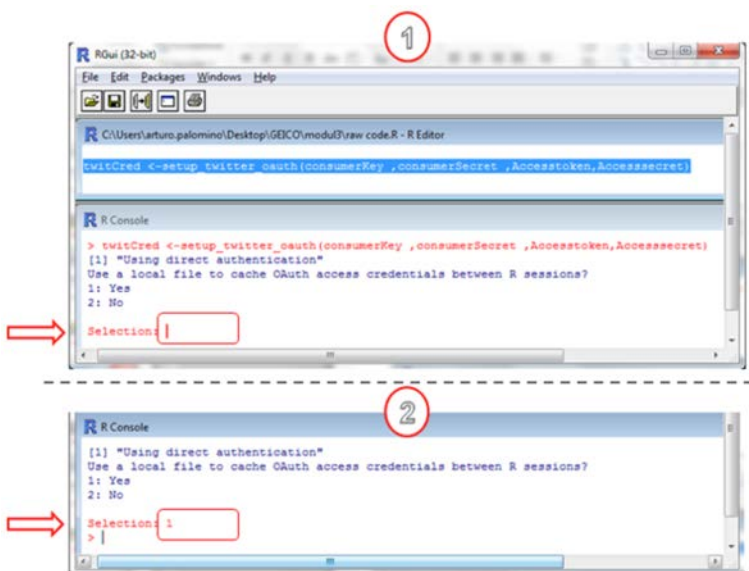 1
RGui (32-bit)
File Edit Packages Windows Help
C:\Users\arturo.palomino\Desktop\GEICO\modul3\raw code.R - R Editor
twitCred <-setup_twitter_oauth(consumerKey ,consumerSecret ,Accesstoken,Accesssecret)
R Console
> twitCred <-setup_twitter_oauth(consumerKey ,consumerSecret ,Accesstoken,Accesssecret)
[1] "Using direct authentication"
Use a local file to cache OAuth access credentials between R sessions?
1: Yes
2: No
Selection:
2
R Console
[1] "Using direct authentication"
Use a local file to cache OAuth access credentials between R sessions?
1: Yes
2: No
Selection: 1
>